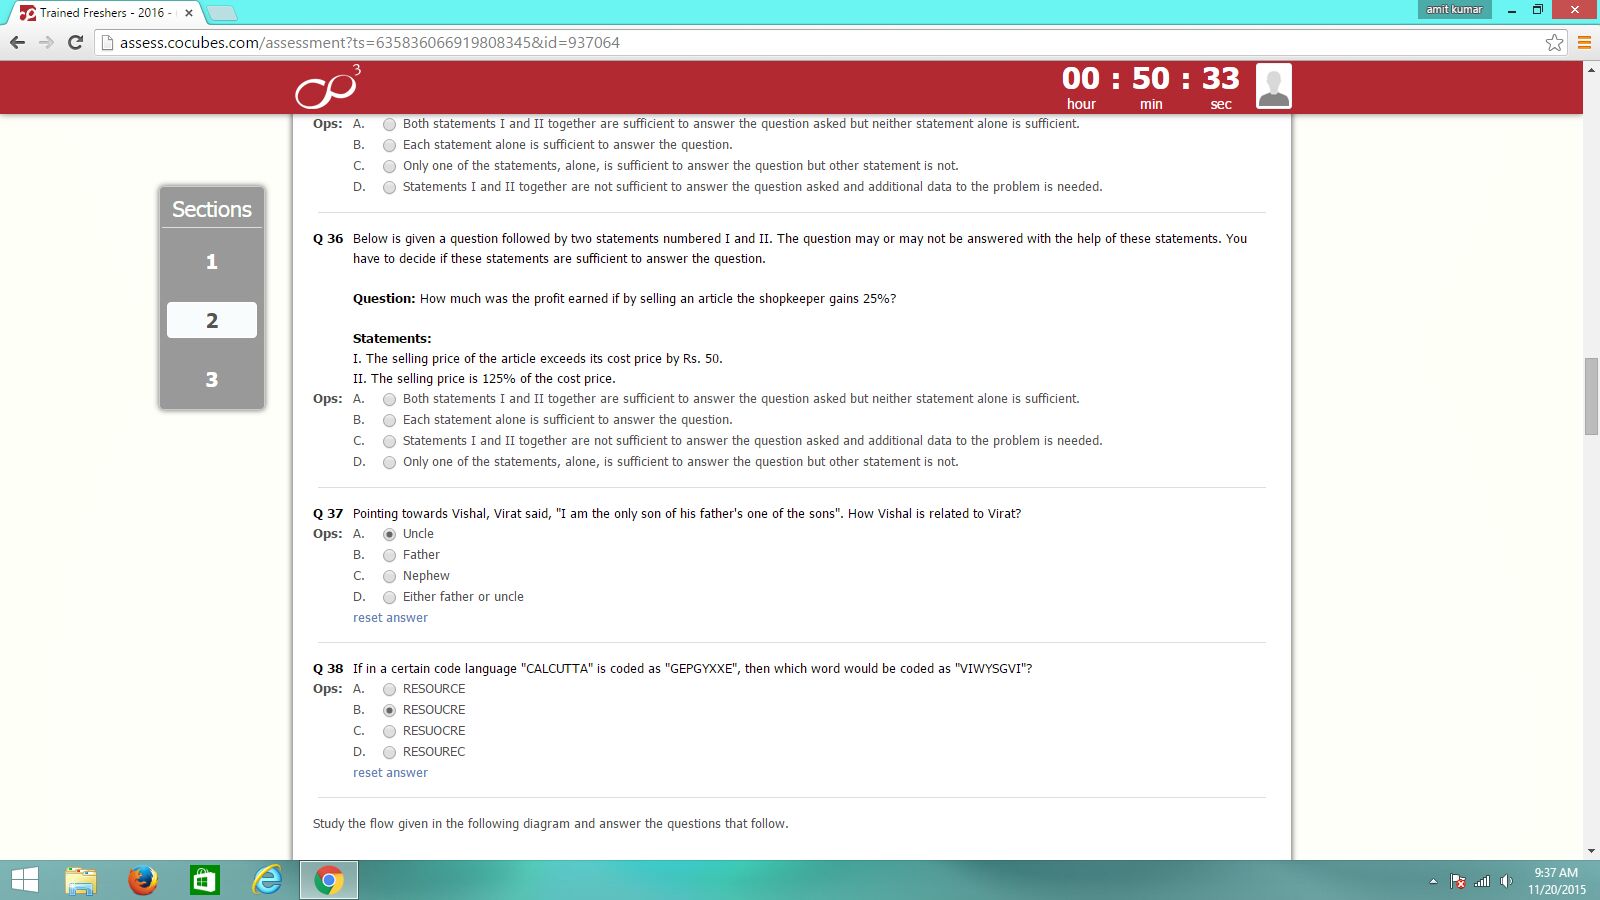 Trained Freshers - 2016 -
amit kumar
assess.cocubes.com/assessment?ts=635836066919808345&id=937064
3
00 : 50 : 33
hour min sec
Ops: A. Both statements I and II together are sufficient to answer the question asked but neither statement alone is sufficient.
B. Each statement alone is sufficient to answer the question.
C. Only one of the statements, alone, is sufficient to answer the question but other statement is not.
D. Statements I and II together are not sufficient to answer the question asked and additional data to the problem is needed.
Sections
1
2
3
Q 36 Below is given a question followed by two statements numbered I and II. The question may or may not be answered with the help of these statements. You
have to decide if these statements are sufficient to answer the question.
Question: How much was the profit earned if by selling an article the shopkeeper gains 25%?
Statements:
I. The selling price of the article exceeds its cost price by Rs. 50.
II. The selling price is 125% of the cost price.
Ops: A. Both statements I and II together are sufficient to answer the question asked but neither statement alone is sufficient.
B. Each statement alone is sufficient to answer the question.
C. Statements I and II together are not sufficient to answer the question asked and additional data to the problem is needed.
D. Only one of the statements, alone, is sufficient to answer the question but other statement is not.
Q 37 Pointing towards Vishal, Virat said, "I am the only son of his father's one of the sons". How Vishal is related to Virat?
Ops: A. Uncle
B. Father
C. Nephew
D. Either father or uncle
reset answer
Q 38 If in a certain code language "CALCUTTA" is coded as "GEPGYXXE", then which word would be coded as "VIWYSGVI"?
Ops: A. RESOURCE
B. RESOUCRE
C. RESUOCRE
D. RESOUREC
reset answer
Study the flow given in the following diagram and answer the questions that follow.
9:37 AM
11/20/2015